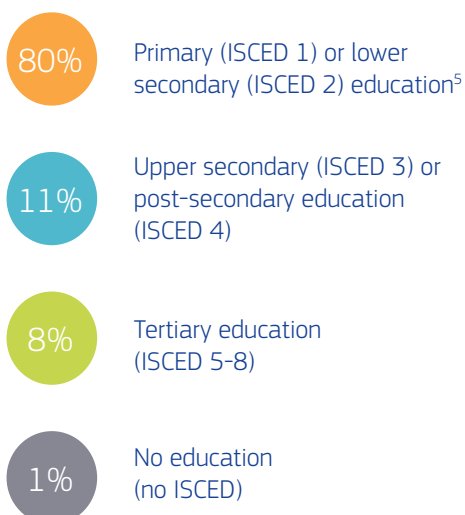 80%
Primary (ISCED 1) or lower
secondary (ISCED 2) education⁵
11%
Upper secondary (ISCED 3) or
post-secondary education
(ISCED 4)
8%
Tertiary education
(ISCED 5-8)
1%
No education
(no ISCED)